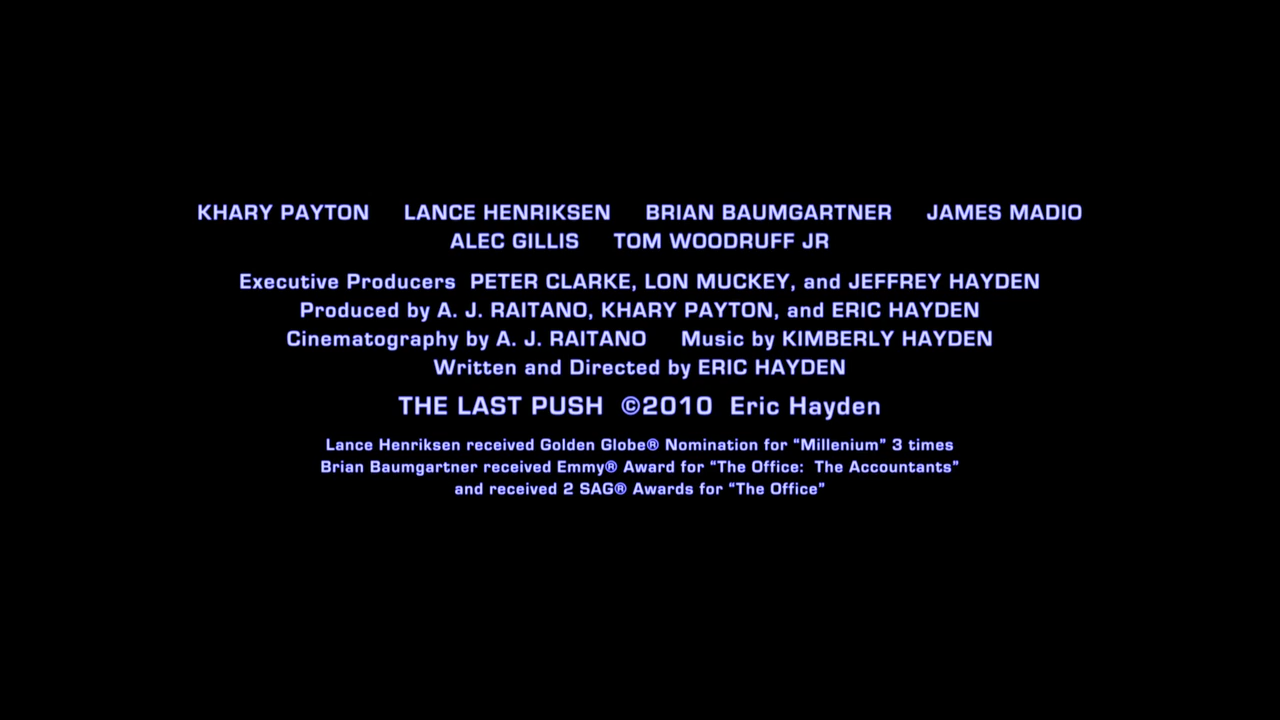 KHARY PAYTON LANCE HENRIKSEN BRIAN BAUMGARTNER JAMES MADIO
ALEC GILLIS TOM WOODRUFF JR
Executive Producers PETER CLARKE, LON MUCKEY, and JEFFREY HAYDEN
Produced by A. J. RAITANO, KHARY PAYTON, and ERIC HAYDEN
Cinematography by A. J. RAITANO Music by KIMBERLY HAYDEN
Written and Directed by ERIC HAYDEN
THE LAST PUSH ©2010 Eric Hayden
Lance Henriksen received Golden Globe® Nomination for “Millenium” 3 times
Brian Baumgartner received Emmy® Award for “The Office: The Accountants”
and received 2 SAG® Awards for “The Office”